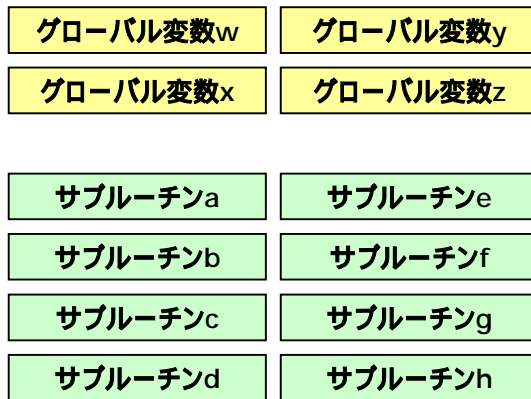 グローバル変数w グローバル変数y
グローバル変数x グローバル変数z
サブルーチンa サブルーチンe
サブルーチンb サブルーチンf
サブルーチンc サブルーチンg
サブルーチンd サブルーチンh